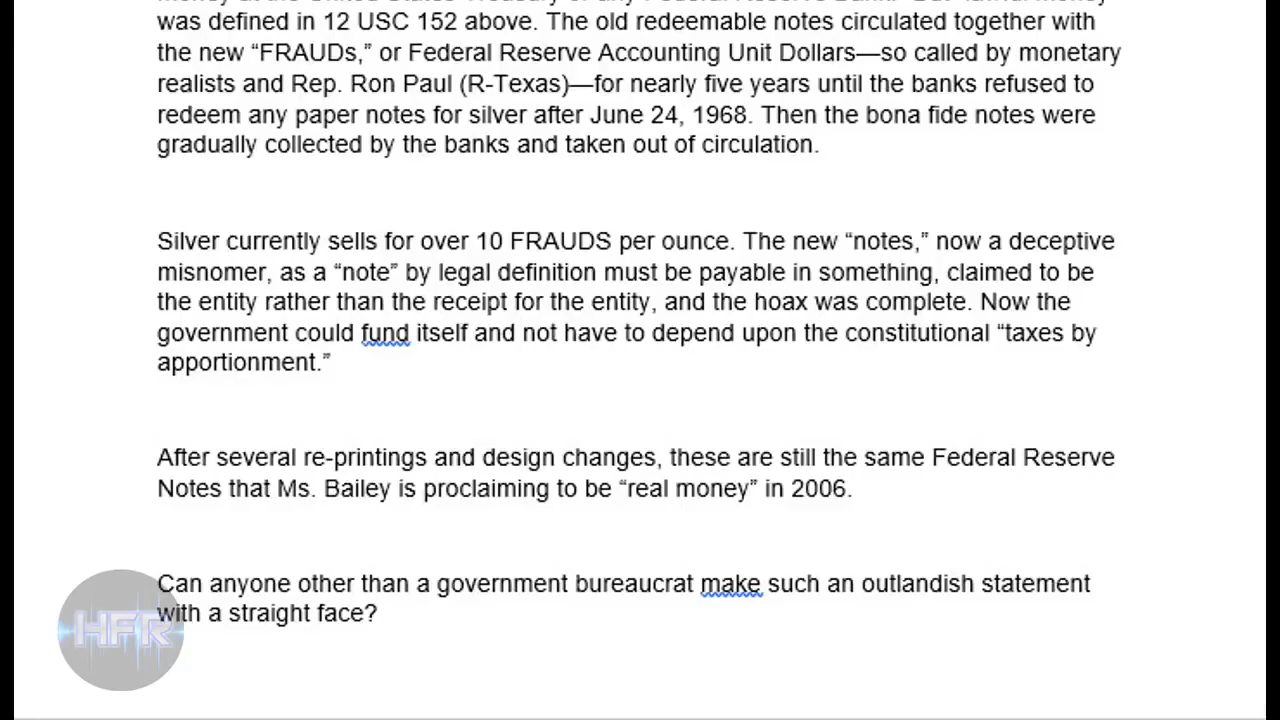 was defined in 12 USC 152 above. The old redeemable notes circulated together with
the new “FRAUDs,” or Federal Reserve Accounting Unit Dollars—so called by monetary
realists and Rep. Ron Paul (R-Texas)—for nearly five years until the banks refused to
redeem any paper notes for silver after June 24, 1968. Then the bona fide notes were
gradually collected by the banks and taken out of circulation.
Silver currently sells for over 10 FRAUDS per ounce. The new “notes,” now a deceptive
misnomer, as a “note” by legal definition must be payable in something, claimed to be
the entity rather than the receipt for the entity, and the hoax was complete. Now the
government could fund itself and not have to depend upon the constitutional “taxes by
apportionment.”
After several re-printings and design changes, these are still the same Federal Reserve
Notes that Ms. Bailey is proclaiming to be “real money” in 2006.
Can anyone other than a government bureaucrat make such an outlandish statement
with a straight face?
HFR